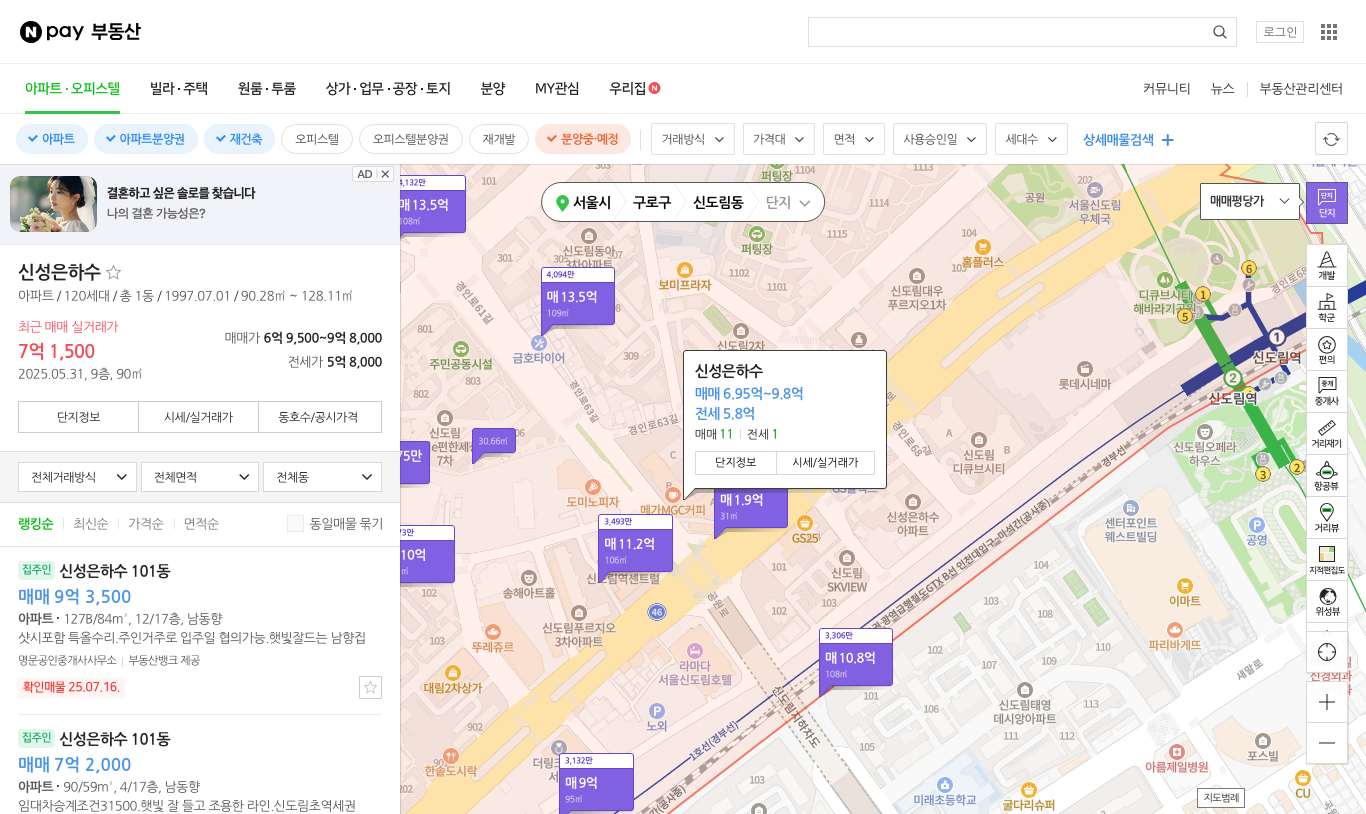 N pay 부동산
로그인
아파트·오피스텔 빌라·주택 원룸·투룸 상가·업무·공장·토지 분양 MY관심 우리집 N 커뮤니티 뉴스 부동산관리센터
아파트 아파트분양권 재건축 오피스텔 오피스텔분양권 재개발 분양중·예정 거래방식 가격대 면적 사용승인일 세대수 상세매물검색
AD
결혼하고 싶은 솔로를 찾습니다
나의 결혼 가능성은?
신성은하수
아파트 / 120세대 / 총 1동 / 1997.07.01 / 90.28㎡ ~ 128.11㎡
최근 매매 실거래가
7억 1,500
2025.05.31, 9층, 90㎡
매매가 6억 9,500~9억 8,000
전세가 5억 8,000
단지정보 시세/실거래가 동호수/공시가격
전체거래방식 전체면적 전체동
랭킹순 최신순 가격순 면적순 동일매물 묶기
집주인 신성은하수 101동
매매 9억 3,500
아파트 · 127B/84㎡, 12/17층, 남동향
샷시포함 특올수리.주인거주로 입주일 협의가능.햇빛잘드는 남향집
명문공인중개사사무소 부동산뱅크 제공
확인매물 25.07.16.
집주인 신성은하수 101동
매매 7억 2,000
아파트 · 90/59㎡, 4/17층, 남동향
임대차승계조건31500.햇빛 잘 들고 조용한 라인.신도림초역세권
서울시 구로구 신도림동 단지
매매평당가
단지
단지
개발
학군
편의
중개
중개사
거리재기
항공뷰
거리뷰
지적편집도
위성뷰
지도범례
신성은하수
매매 6.95억~9.8억
전세 5.8억
매매 11 전세 1
단지정보 시세/실거래가
4,132만
매 13.5억
108㎡
4,094만
매 13.5억
109㎡
30.66㎡
75만
73만
10억
3,493만
매 11.2억
106㎡
매 1.9억
31㎡
3,306만
매 10.8억
108㎡
3,132만
매 9억
95㎡
퍼팅장
퍼팅장
공원
서울신도림
우체국
신도림동아
3차아파트
보미프라자
홈플러스
신도림대우
푸르지오1차
디큐브시티
해바라기공원
경인로61길
주민공동시설
금호타이어
신도림2차
롯데시네마
신도림역
신도림역
경인로63길
경인로63길
경인로68길
신도림
e편한세상
7차
신도림
디큐브시티
신도림오페라
하우스
도미노피자
메가MGC커피
GS25
신성은하수
아파트
센터포인트
웨스트빌딩
공영
신도림
SKVIEW
송해아트홀
신도림푸르지오
3차아파트
46
공원로
이마트
뚜레쥬르
라마다
서울신도림호텔
파리바게뜨
새말로
대림2차상가
노외
신도림지하차도
신도림태영
데시앙아파트
경부선
1호선(경부선)
한솔도시락
아름제일병원
포스빌
미래초등학교
굴다리슈퍼
CU
101
303
1114
1113
104
1115
1102
1101
801
802
803
101
102
103
104
105
106
107
108
111
112
113
901
902
A
B
C
1
2
3
5
6